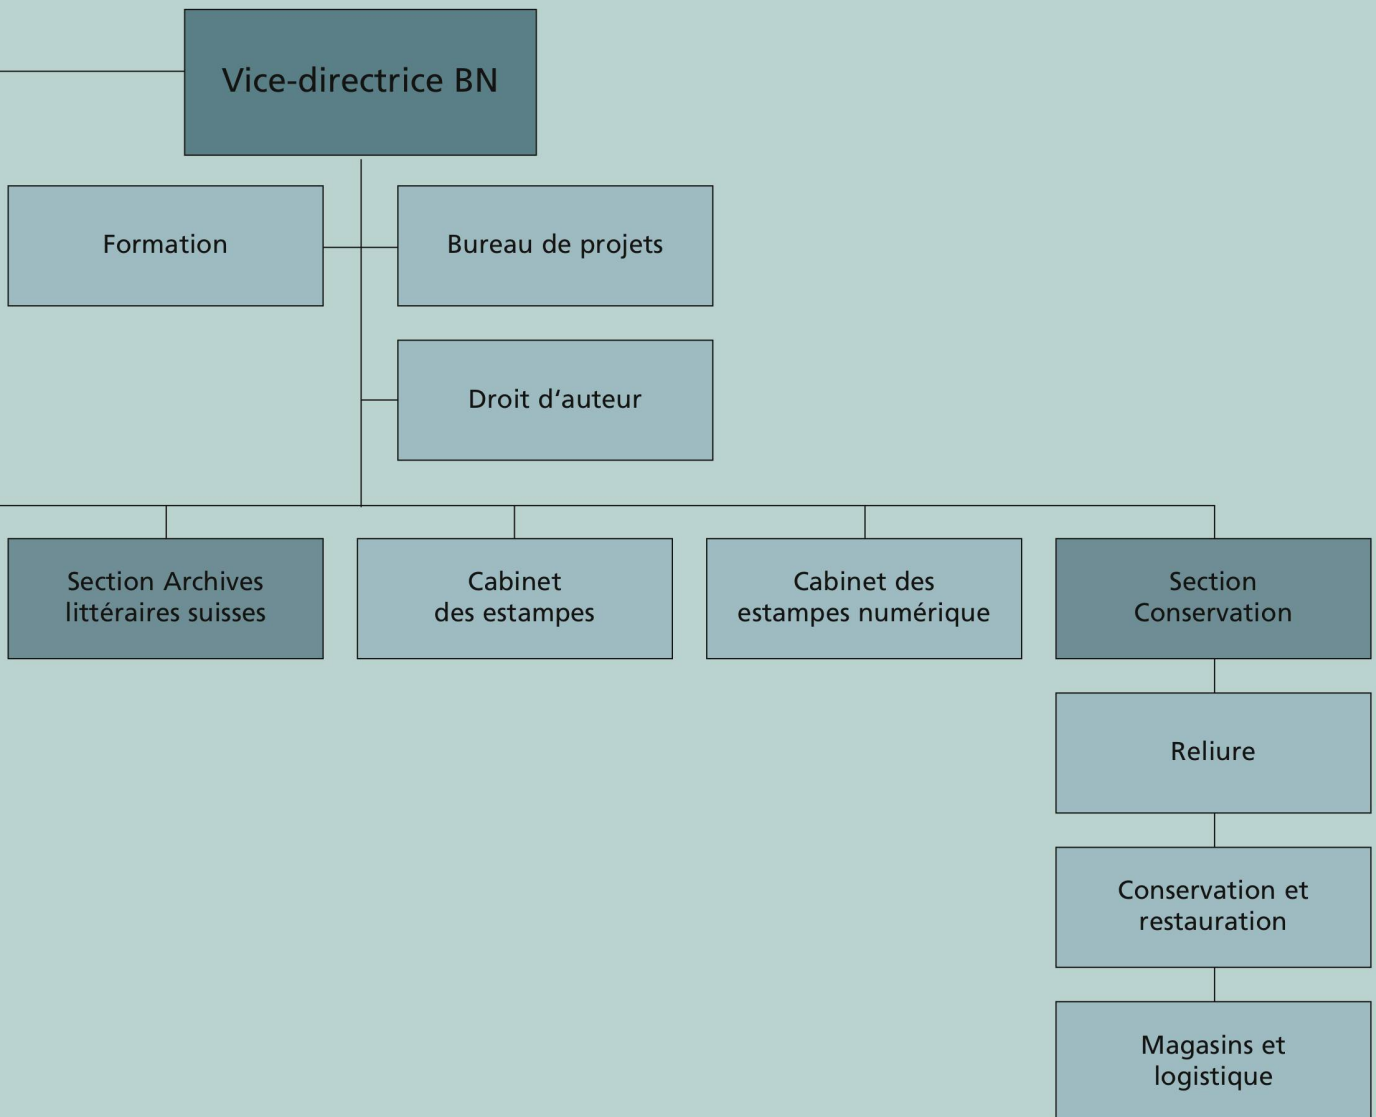 Vice-directrice BN
Formation
Bureau de projets
Droit d‘auteur
Section Archives
littéraires suisses
Cabinet
des estampes
Cabinet des
estampes numérique
Section
Conservation
Reliure
Conservation et
restauration
Magasins et
logistique